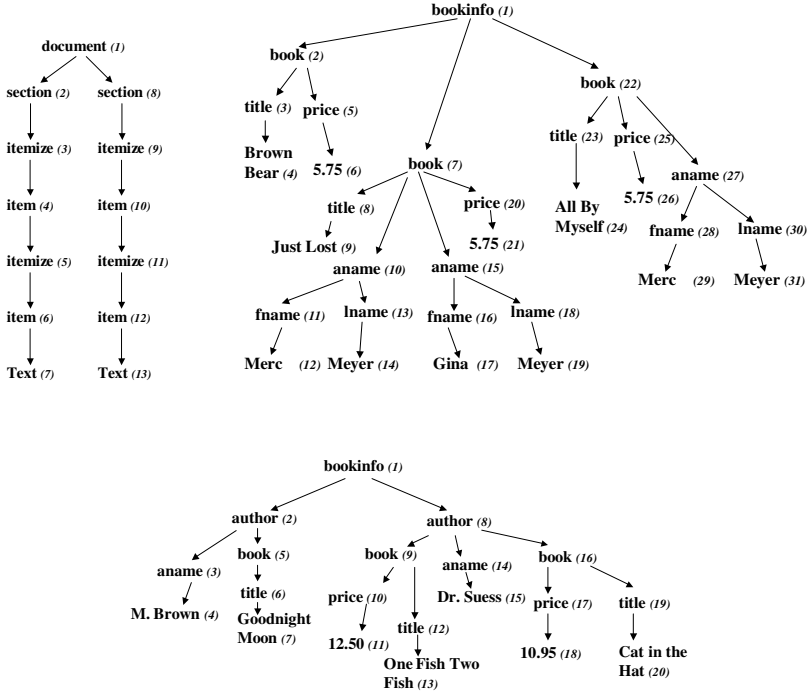 bookinfo (1)
document (1)
book (2)
book (22)
section (2) section (8)
title (3) price (5)
title (23) price (25)
itemize (3) itemize (9)
Brown
Bear (4) 5.75 (6)
book (7)
aname (27)
item (4) item (10)
title (8) price (20)
All By
Myself (24) 5.75 (26)
fname (28) lname (30)
Just Lost (9) 5.75 (21)
itemize (5) itemize (11)
aname (10) aname (15)
Merc (29) Meyer (31)
item (6) item (12)
fname (11) lname (13) fname (16) lname (18)
Text (7) Text (13)
Merc (12) Meyer (14) Gina (17) Meyer (19)
bookinfo (1)
author (2) author (8)
book (5) book (9) aname (14) book (16)
aname (3)
title (6) price (10) Dr. Suess (15) price (17) title (19)
M. Brown (4) Goodnight
Moon (7)
title (12)
12.50 (11) 10.95 (18)
One Fish Two
Fish (13)
Cat in the
Hat (20)